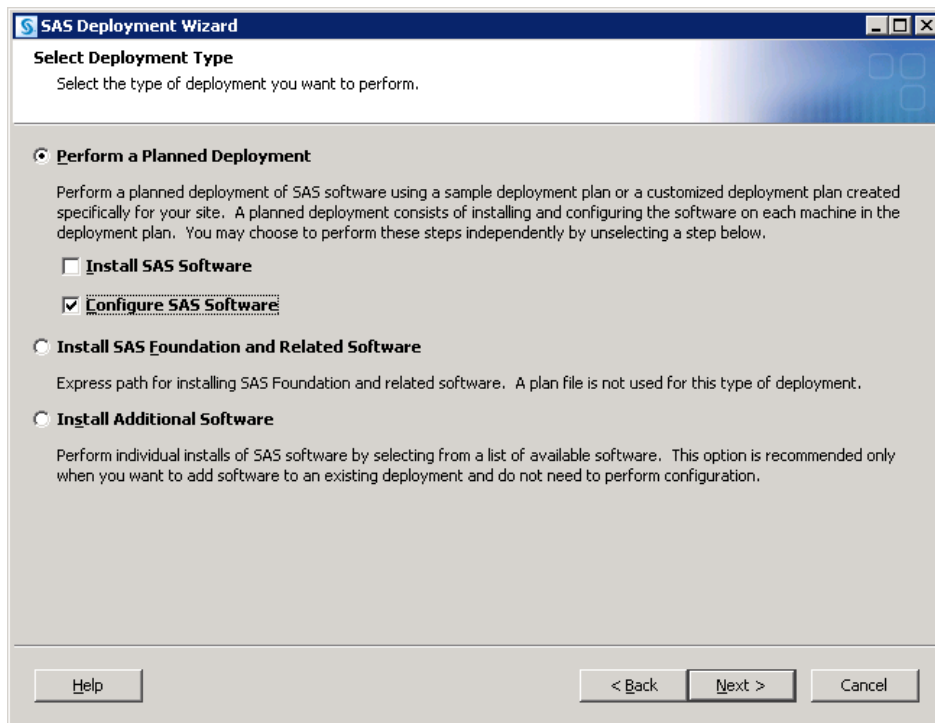 SAS Deployment Wizard
Select Deployment Type
Select the type of deployment you want to perform.
Perform a Planned Deployment
Perform a planned deployment of SAS software using a sample deployment plan or a customized deployment plan created
specifically for your site. A planned deployment consists of installing and configuring the software on each machine in the
deployment plan. You may choose to perform these steps independently by unselecting a step below.
Install SAS Software
Configure SAS Software
Install SAS Foundation and Related Software
Express path for installing SAS Foundation and related software. A plan file is not used for this type of deployment.
Install Additional Software
Perform individual installs of SAS software by selecting from a list of available software. This option is recommended only
when you want to add software to an existing deployment and do not need to perform configuration.
Help
< Back
Next >
Cancel